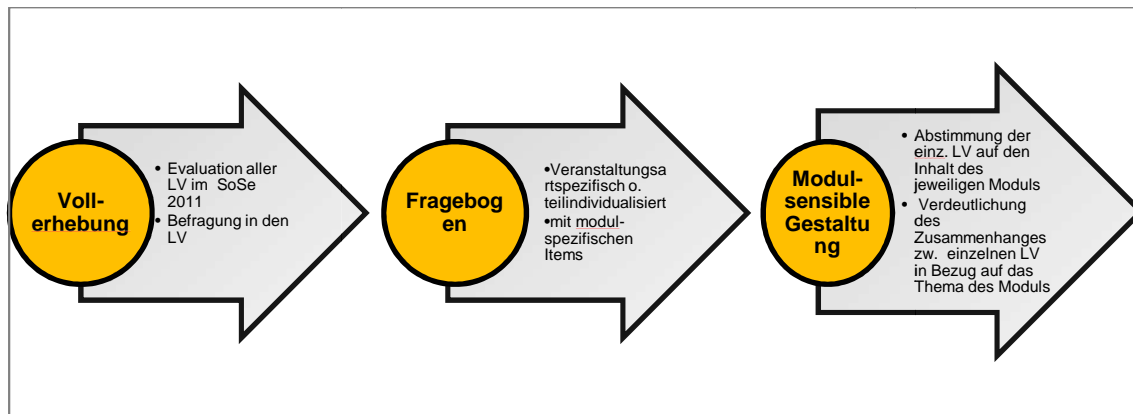 Voll-
erhebung
• Evaluation aller
LV im SoSe
2011
• Befragung in den
LV
Fragebog
en
•Veranstaltungsa
rtspezifisch o.
teilindividualisiert
•mit modul-
spezifischen
Items
Modul-
sensible
Gestaltu
ng
• Abstimmung der
einz. LV auf den
Inhalt des
jeweiligen Moduls
• Verdeutlichung
des
Zusammenhanges
zw. einzelnen LV
in Bezug auf das
Thema des Moduls